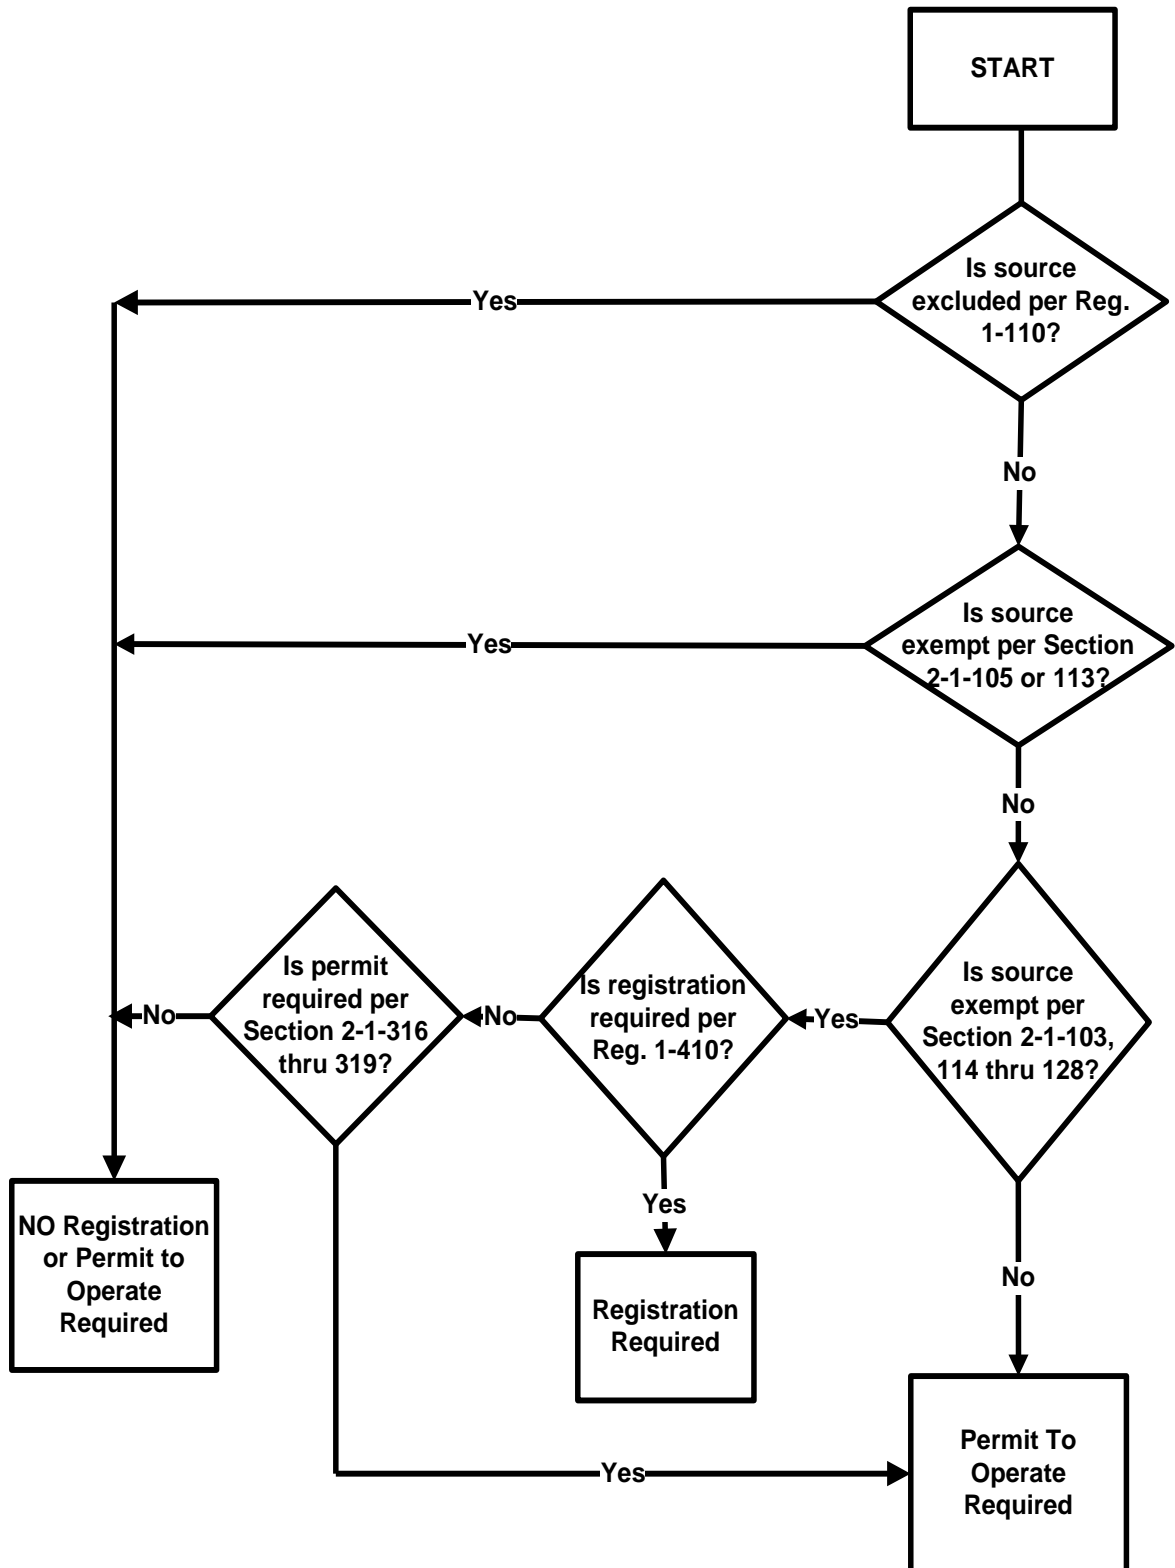 START
Is source
excluded per Reg.
1-110?
Yes
No
Is source
exempt per Section
2-1-105 or 113?
Yes
No
Is source
exempt per
Section 2-1-103,
114 thru 128?
Yes
Is registration
required per
Reg. 1-410?
No
Is permit
required per
Section 2-1-316
thru 319?
No
Yes
No
NO Registration
or Permit to
Operate
Required
Registration
Required
Yes
Permit To
Operate
Required